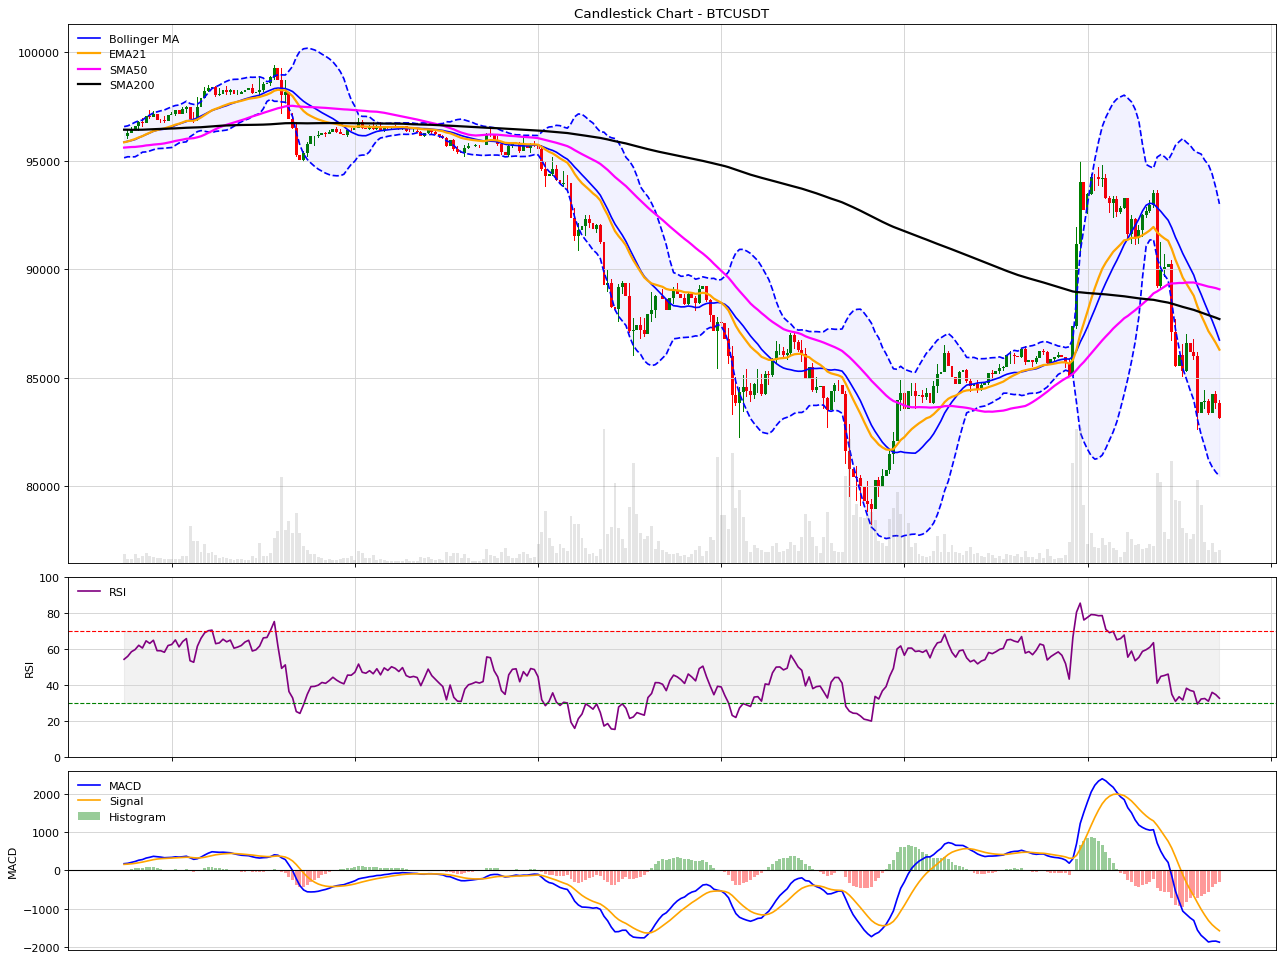 Candlestick Chart - BTCUSDT
Bollinger MA
EMA21
SMA50
SMA200
100000
95000
90000
85000
80000
RSI
100
80
60
40
20
0
RSI
MACD
Signal
Histogram
2000
1000
0
−1000
−2000
MACD